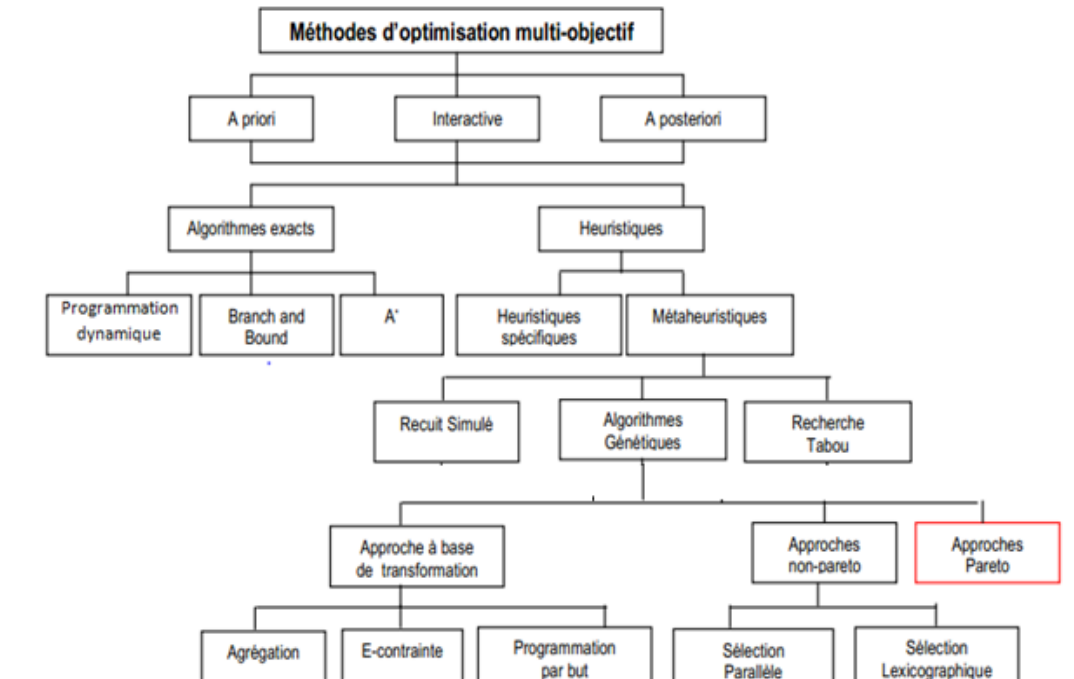 Méthodes d'optimisation multi-objectif
A priori
Interactive
A posteriori
Algorithmes exacts
Heuristiques
Programmation
dynamique
Branch and
Bound
A*
Heuristiques
spécifiques
Métaheuristiques
Recuit Simulé
Algorithmes
Génétiques
Recherche
Tabou
Approche à base
de transformation
Approches
non-pareto
Approches
Pareto
Agrégation
E-contrainte
Programmation
par but
Sélection
Parallèle
Sélection
Lexicographique